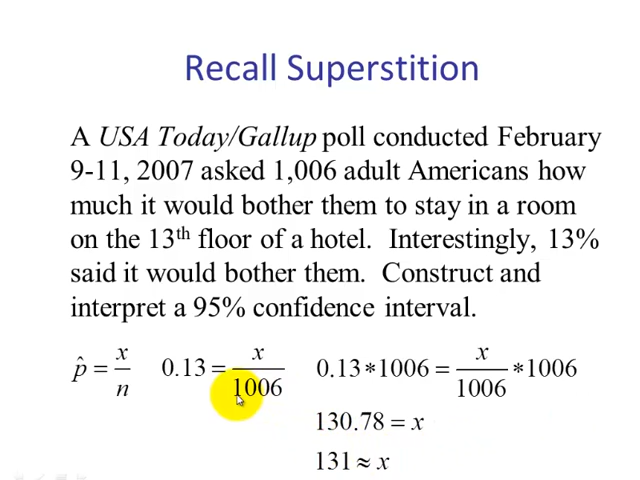 Recall Superstition
A USA Today/Gallup poll conducted February
9-11, 2007 asked 1,006 adult Americans how
much it would bother them to stay in a room
on the 13th floor of a hotel. Interestingly, 13%
said it would bother them. Construct and
interpret a 95% confidence interval.
p̂ = x/n 0.13 = x/1006 0.13*1006 = x/1006 *1006
130.78 = x
131 ≈ x